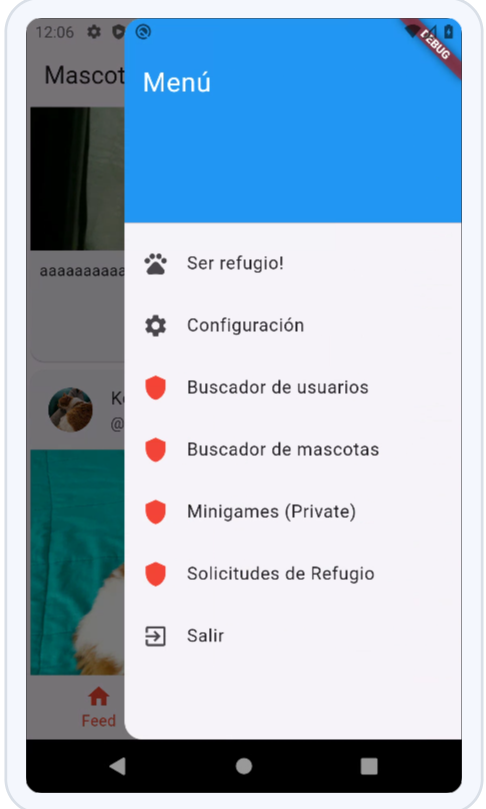 12:06
DEBUG
Mascot
Menú
aaaaaaaaaa
Ser refugio!
Configuración
Buscador de usuarios
K
@
Buscador de mascotas
Minigames (Private)
Solicitudes de Refugio
Salir
Feed